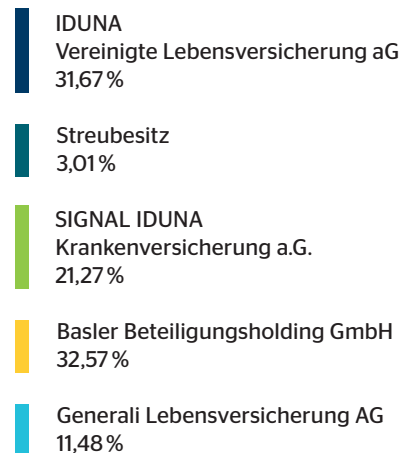 IDUNA
Vereinigte Lebensversicherung aG
31,67 %
Streubesitz
3,01 %
SIGNAL IDUNA
Krankenversicherung a.G.
21,27 %
Basler Beteiligungsholding GmbH
32,57 %
Generali Lebensversicherung AG
11,48 %